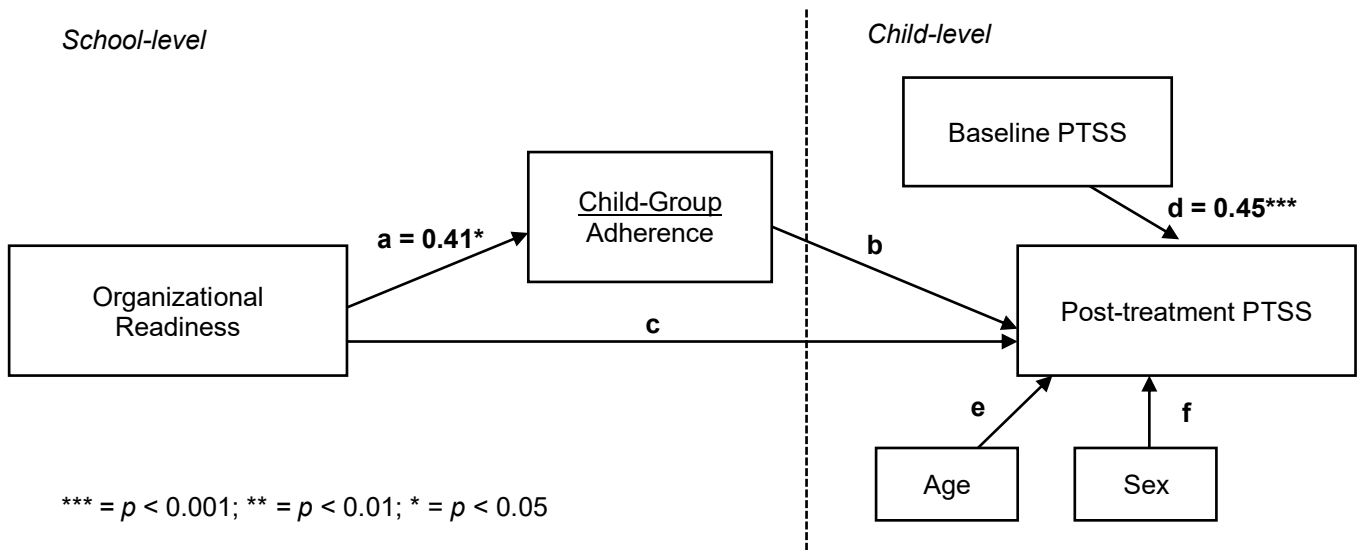 School-level
Child-level
Baseline PTSS
d = 0.45***
Child-Group
Adherence
a = 0.41*
b
Organizational
Readiness
Post-treatment PTSS
c
e
f
Age
Sex
*** = p < 0.001; ** = p < 0.01; * = p < 0.05